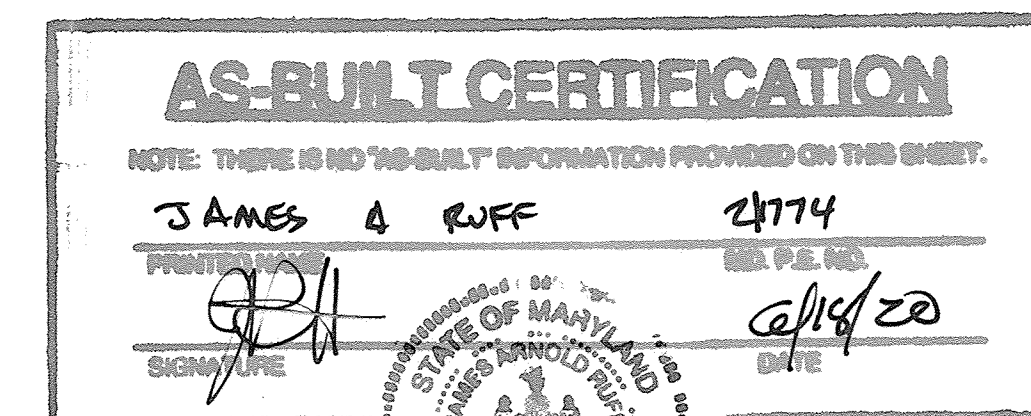 AS-BUILT CERTIFICATION
NOTE: THERE IS NO "AS-BUILT" INFORMATION PROVIDED ON THIS SHEET.
JAMES A RUFF 21774
PRINTED NAME MD. P.E. NO.
6/18/20
SIGNATURE DATE
STATE OF MARYLAND
JAMES ARNOLD RUFF